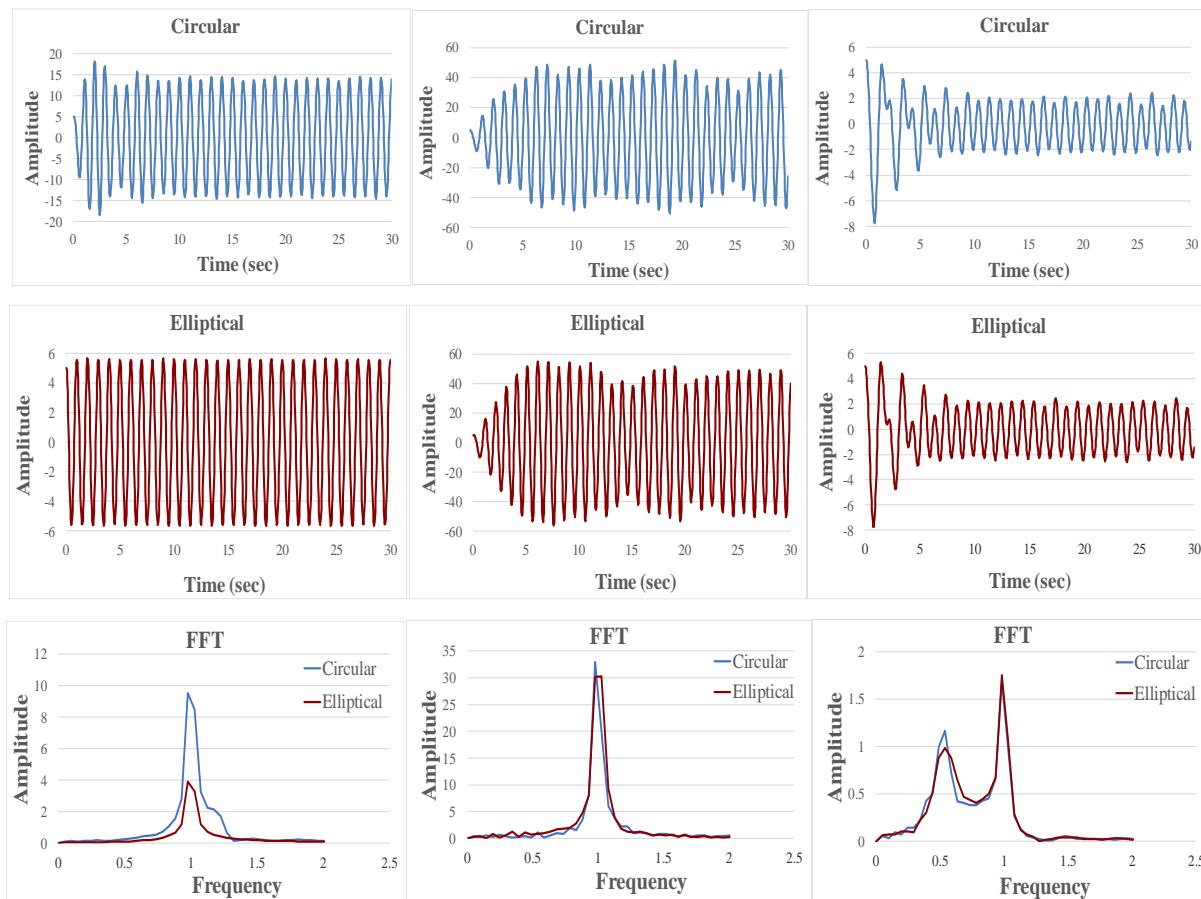 Circular
Amplitude
20
15
10
5
0
-5
-10
-15
-20
0 5 10 15 20 25 30
Time (sec)
Circular
Amplitude
60
40
20
0
-20
-40
-60
0 5 10 15 20 25 30
Time (sec)
Circular
Amplitude
6
4
2
0
-2
-4
-6
-8
0 5 10 15 20 25 30
Time (sec)
Elliptical
Amplitude
6
4
2
0
-2
-4
-6
0 5 10 15 20 25 30
Time (sec)
Elliptical
Amplitude
60
40
20
0
-20
-40
-60
0 5 10 15 20 25 30
Time (sec)
Elliptical
Amplitude
6
4
2
0
-2
-4
-6
-8
0 5 10 15 20 25 30
Time (sec)
FFT
Amplitude
12
10
8
6
4
2
0
Circular
Elliptical
0 0.5 1 1.5 2 2.5
Frequency
FFT
Amplitude
35
30
25
20
15
10
5
0
Circular
Elliptical
0 0.5 1 1.5 2 2.5
Frequency
FFT
Amplitude
2
1.5
1
0.5
0
Circular
Elliptical
0 0.5 1 1.5 2 2.5
Frequency